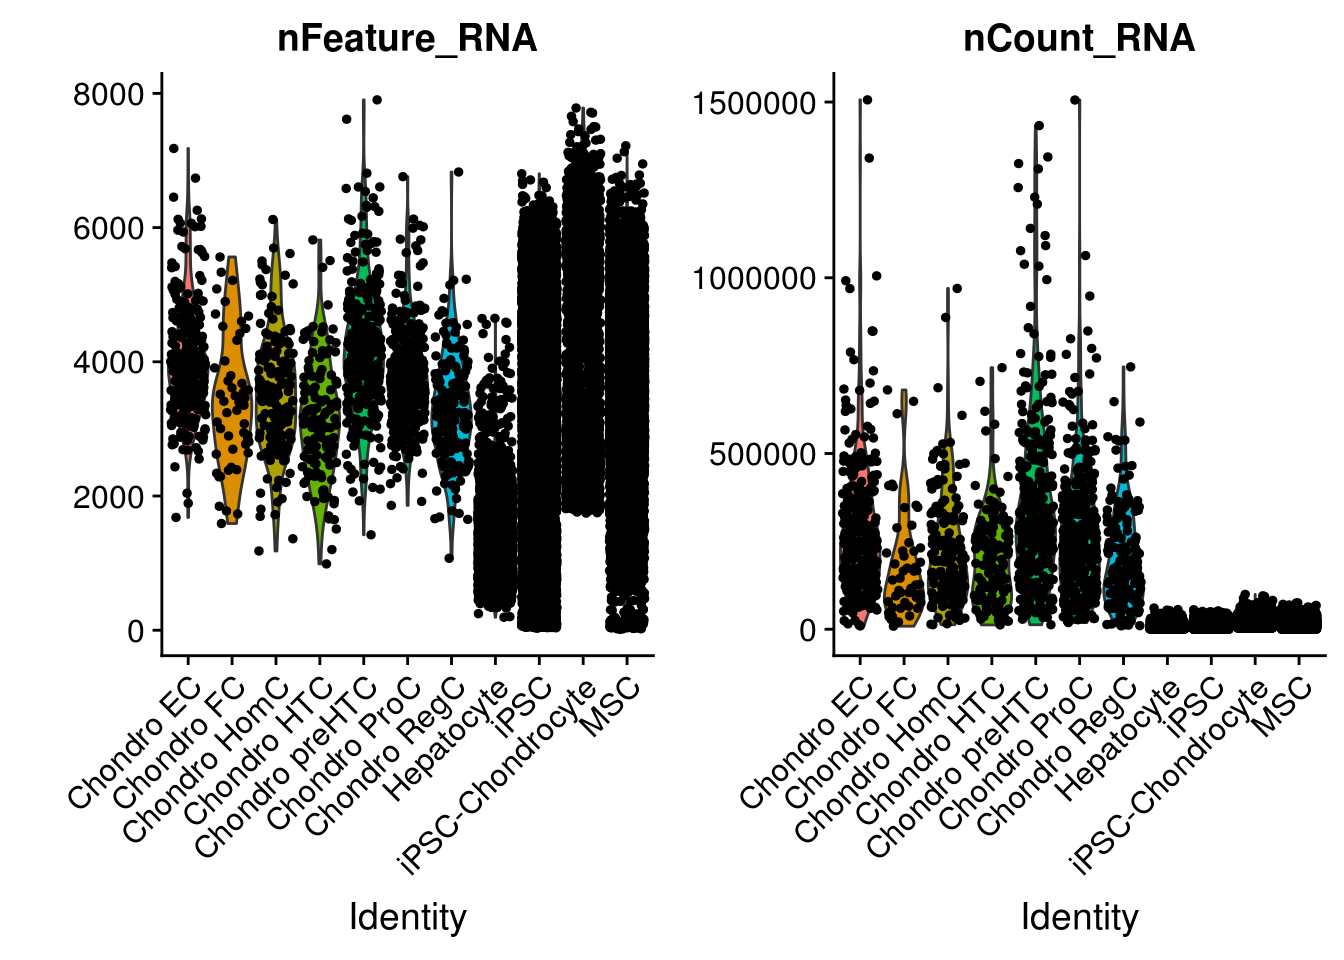 nFeature_RNA
8000
6000
4000
2000
0
Chondro EC
Chondro FC
Chondro HomC
Chondro HTC
Chondro preHTC
Chondro ProC
Chondro RegC
Hepatocyte
iPSC
iPSC-Chondrocyte
MSC
Identity
nCount_RNA
1500000
1000000
500000
0
Chondro EC
Chondro FC
Chondro HomC
Chondro HTC
Chondro preHTC
Chondro ProC
Chondro RegC
Hepatocyte
iPSC
iPSC-Chondrocyte
MSC
Identity